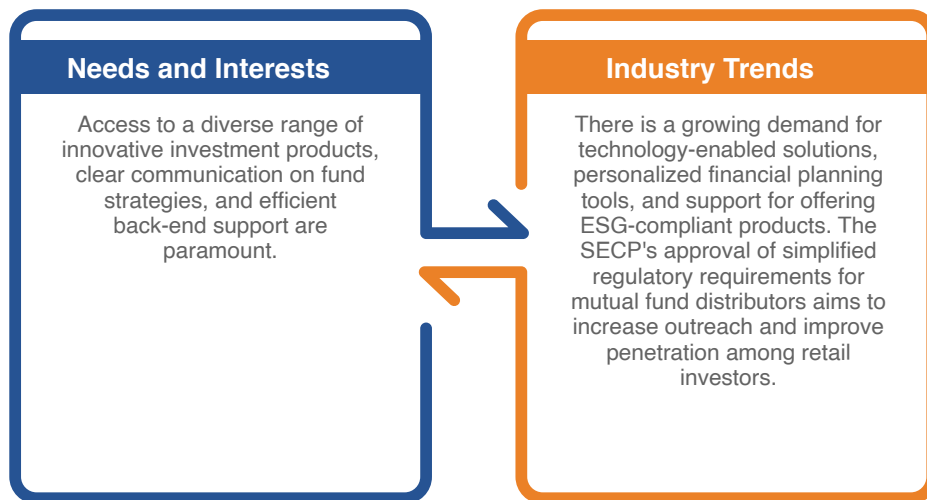 Needs and Interests
Access to a diverse range of
innovative investment products,
clear communication on fund
strategies, and efficient
back-end support are
paramount.
Industry Trends
There is a growing demand for
technology-enabled solutions,
personalized financial planning
tools, and support for offering
ESG-compliant products. The
SECP's approval of simplified
regulatory requirements for
mutual fund distributors aims to
increase outreach and improve
penetration among retail
investors.